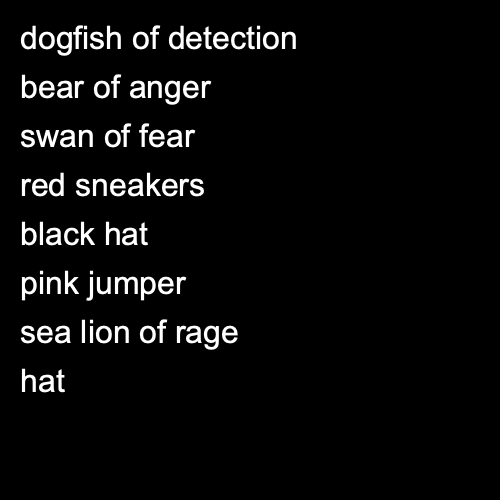 dogfish of detection
bear of anger
swan of fear
red sneakers
black hat
pink jumper
sea lion of rage
hat